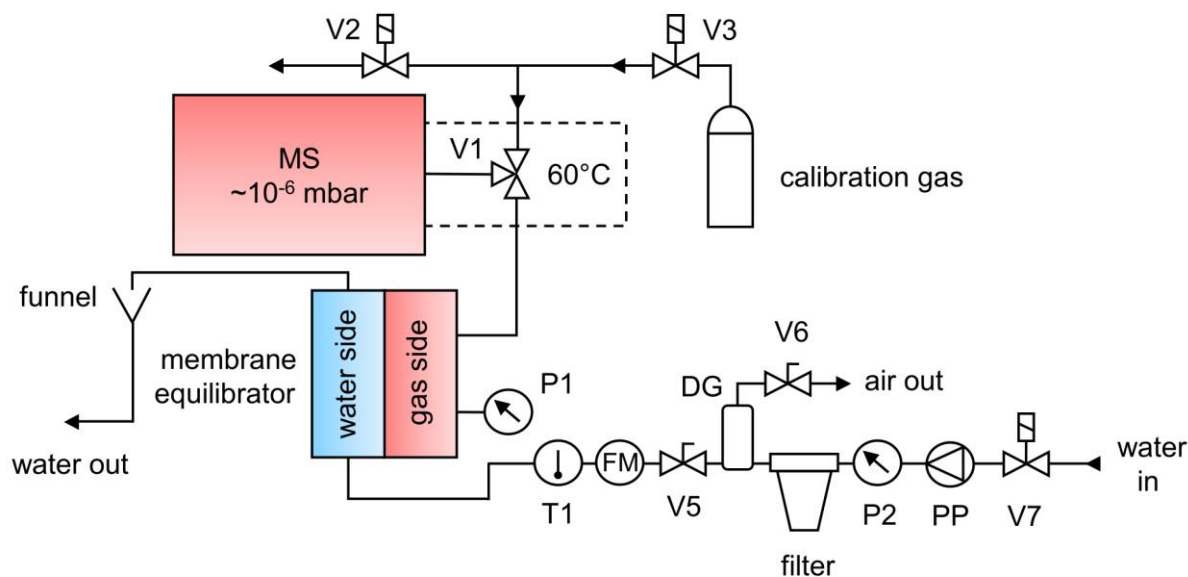 V2
V3
MS
~10⁻⁶ mbar
V1
60°C
calibration gas
funnel
water side
gas side
membrane
equilibrator
P1
V6
DG
air out
water out
FM
water
in
T1
V5
P2
PP
V7
filter